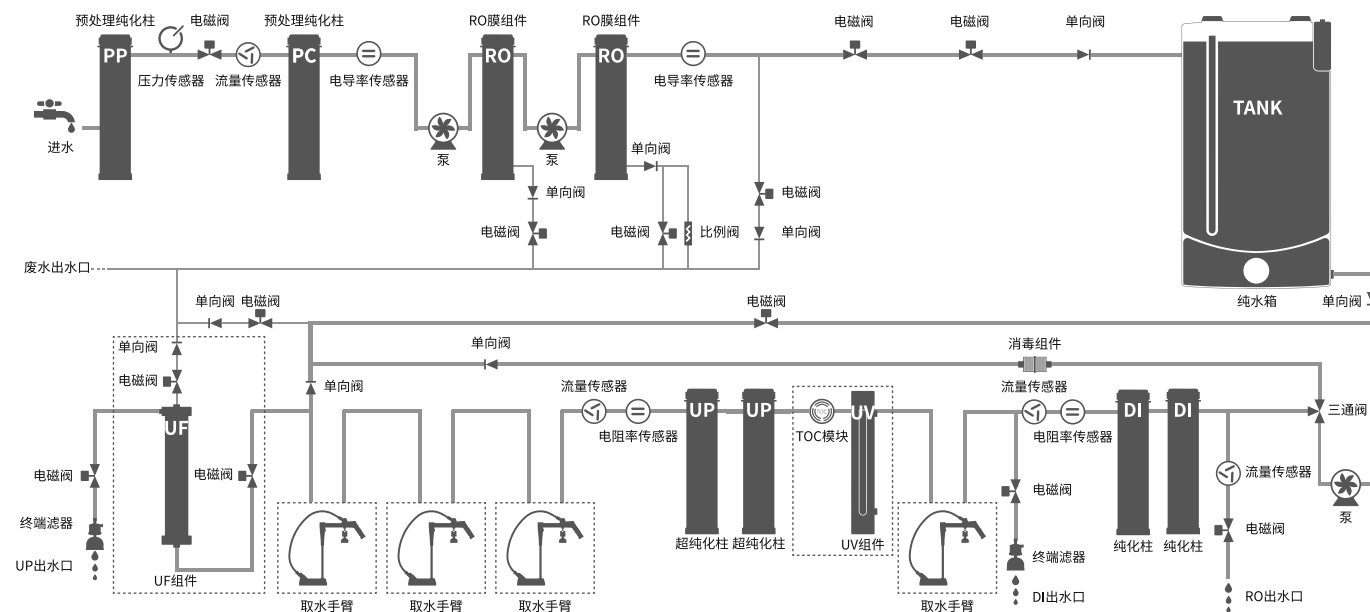 预处理纯化柱
电磁阀
预处理纯化柱
RO膜组件
RO膜组件
电磁阀
电磁阀
单向阀
PP
PC
RO
RO
压力传感器
流量传感器
电导率传感器
电导率传感器
TANK
进水
泵
泵
单向阀
单向阀
电磁阀
电磁阀
电磁阀
比例阀
单向阀
废水出水口
纯水箱
单向阀
单向阀
电磁阀
电磁阀
单向阀
单向阀
消毒组件
电磁阀
单向阀
流量传感器
流量传感器
UF
UP
UP
TOC
UV
DI
DI
三通阀
电阻率传感器
TOC模块
电阻率传感器
电磁阀
电磁阀
流量传感器
电磁阀
泵
终端滤器
电磁阀
超纯化柱
超纯化柱
UV组件
纯化柱
纯化柱
UP出水口
终端滤器
UF组件
DI出水口
RO出水口
取水手臂
取水手臂
取水手臂
取水手臂